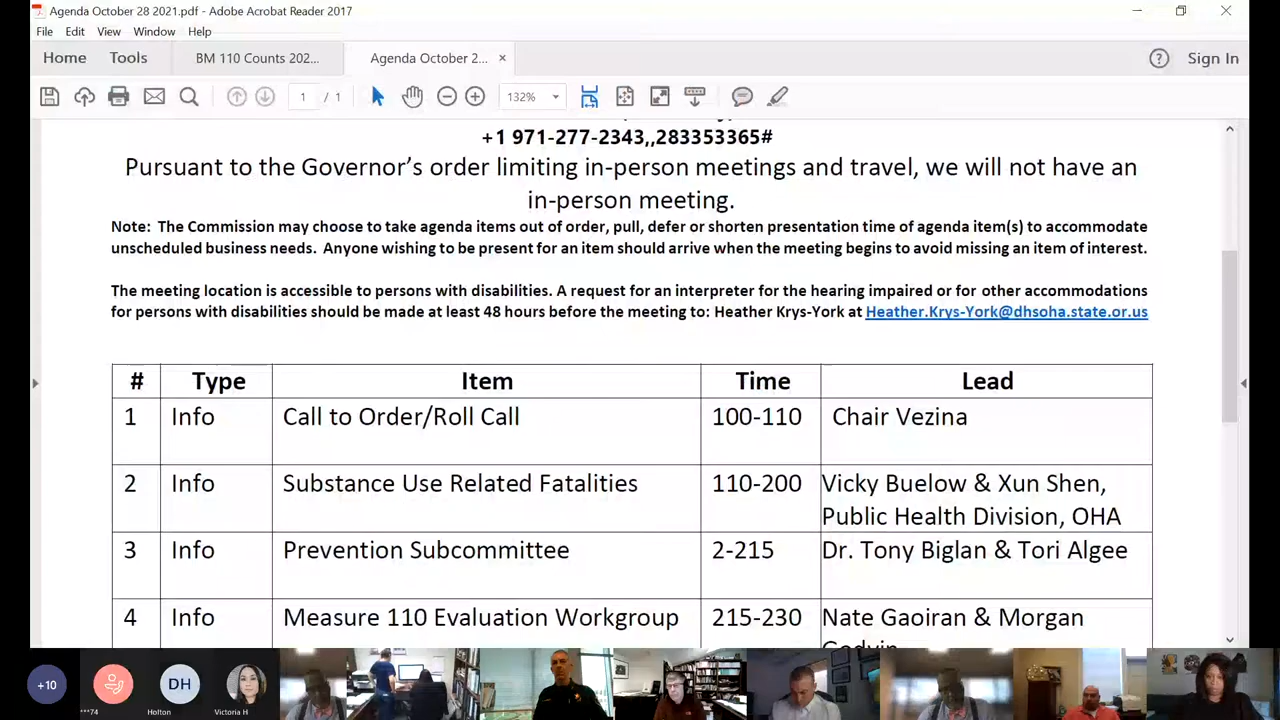 Agenda October 28 2021.pdf - Adobe Acrobat Reader 2017
File Edit View Window Help
Home Tools BM 110 Counts 202... Agenda October 2... × ? Sign In
1 / 1 132%
+1 971-277-2343,,283353365#
Pursuant to the Governor's order limiting in-person meetings and travel, we will not have an
in-person meeting.
Note: The Commission may choose to take agenda items out of order, pull, defer or shorten presentation time of agenda item(s) to accommodate
unscheduled business needs. Anyone wishing to be present for an item should arrive when the meeting begins to avoid missing an item of interest.
The meeting location is accessible to persons with disabilities. A request for an interpreter for the hearing impaired or for other accommodations
for persons with disabilities should be made at least 48 hours before the meeting to: Heather Krys-York at Heather.Krys-York@dhsoha.state.or.us
# Type Item Time Lead
1 Info Call to Order/Roll Call 100-110 Chair Vezina
2 Info Substance Use Related Fatalities 110-200 Vicky Buelow & Xun Shen,
Public Health Division, OHA
3 Info Prevention Subcommittee 2-215 Dr. Tony Biglan & Tori Algee
4 Info Measure 110 Evaluation Workgroup 215-230 Nate Gaoiran & Morgan
+10 DH
***74 Holton Victoria H